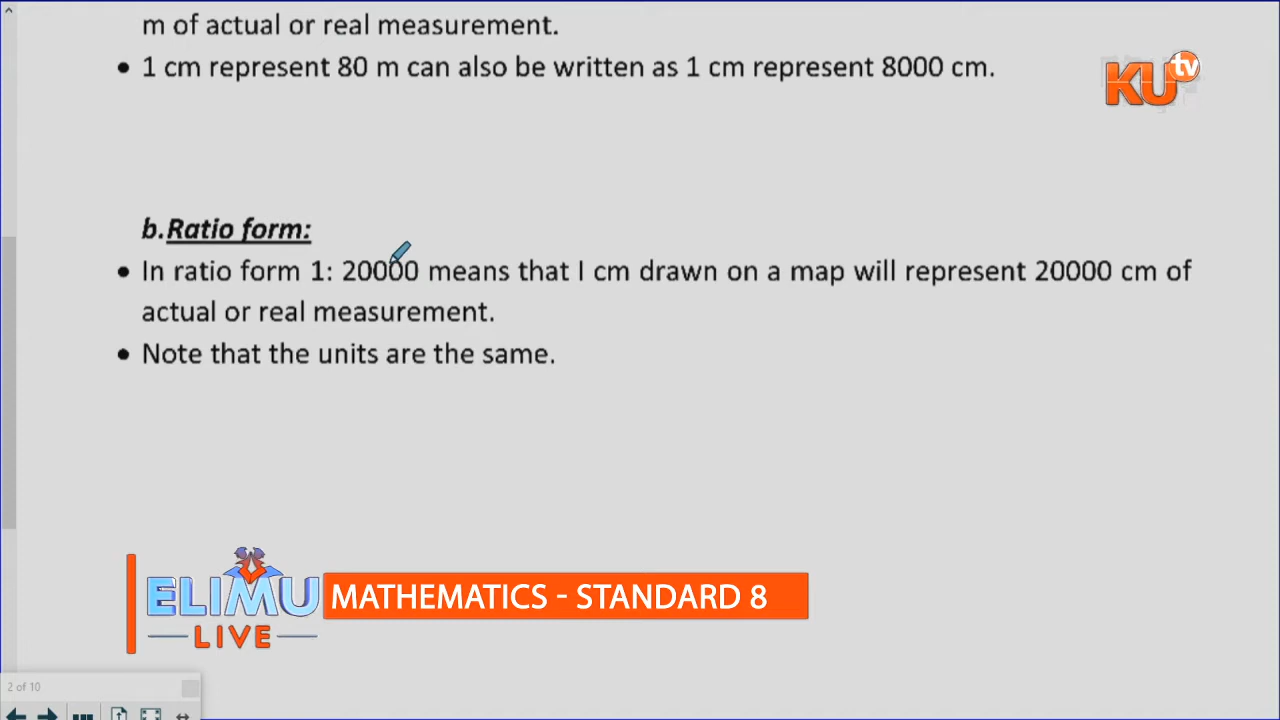 m of actual or real measurement.
• 1 cm represent 80 m can also be written as 1 cm represent 8000 cm.
KU tv
b. Ratio form:
• In ratio form 1: 20000 means that I cm drawn on a map will represent 20000 cm of
actual or real measurement.
• Note that the units are the same.
ELIMU
LIVE
MATHEMATICS - STANDARD 8
2 of 10